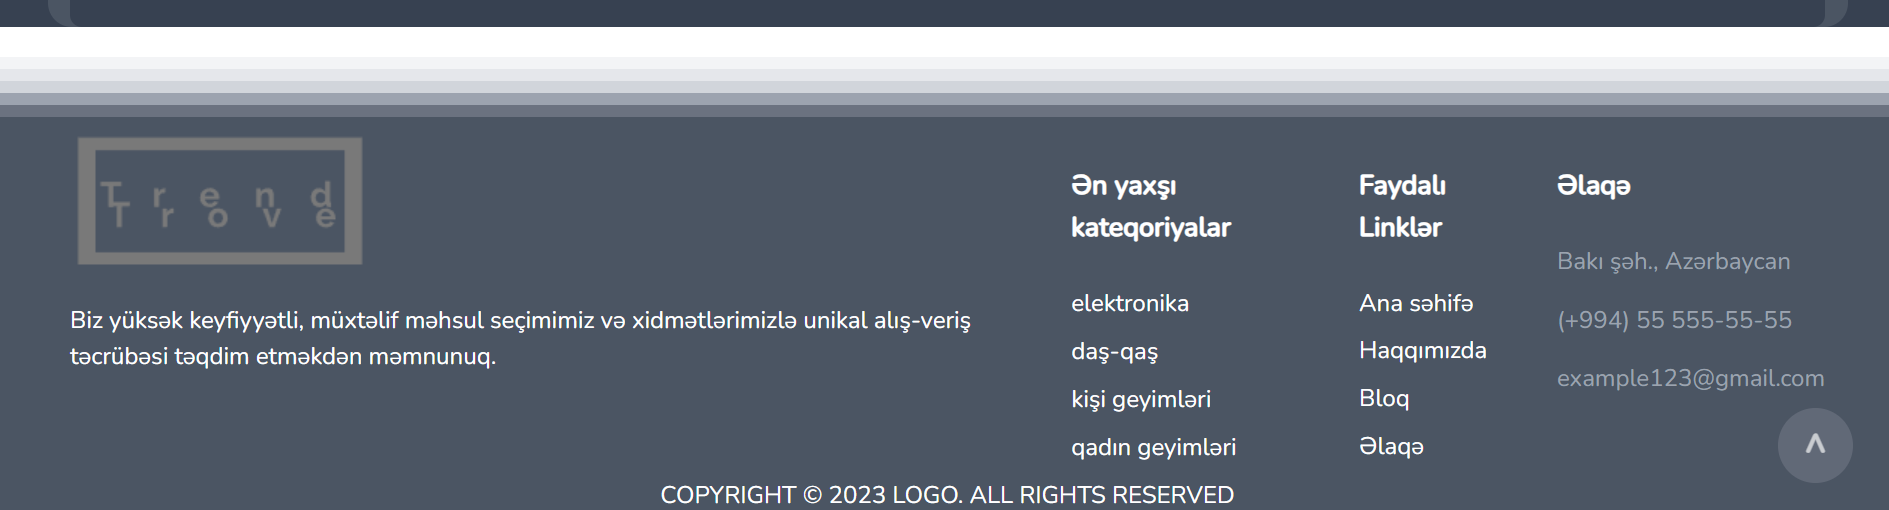 Trend
Trove
Biz yüksək keyfiyyətli, müxtəlif məhsul seçimimiz və xidmətlərimizlə unikal alış-veriş
təcrübəsi təqdim etməkdən məmnunuq.
Ən yaxşı
kateqoriyalar
elektronika
daş-qaş
kişi geyimləri
qadın geyimləri
Faydalı
Linklər
Ana səhifə
Haqqımızda
Bloq
Əlaqə
Əlaqə
Bakı şəh., Azərbaycan
(+994) 55 555-55-55
example123@gmail.com
COPYRIGHT © 2023 LOGO. ALL RIGHTS RESERVED